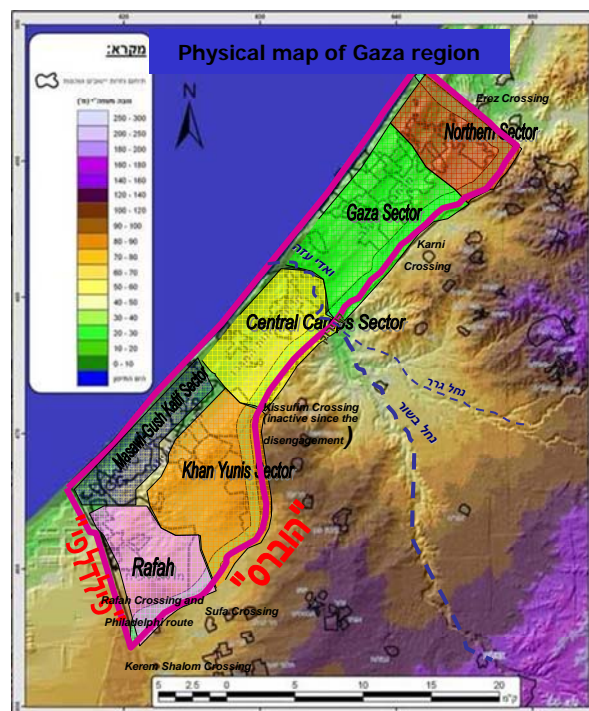 Physical map of Gaza region
מקרא:
250 - 300
200 - 250
180 - 200
160 - 180
140 - 160
120 - 140
100 - 120
90 - 100
80 - 90
70 - 80
60 - 70
50 - 60
40 - 50
30 - 40
20 - 30
10 - 20
0 - 10
N
Erez Crossing
Northern Sector
Gaza Sector
Karni
Crossing
ואדי עזה
Central Camps Sector
נחל גרר
נחל בשור
Kissufim Crossing
(inactive since the
disengagement)
Masawi-Gush Katif Sector
Khan Yunis Sector
"הוברס"
"פילדלפי"
Rafah
Rafah Crossing and
Philadelphi route
Sufa Crossing
Kerem Shalom Crossing
5 2.5 0 5 10 15 20
ק"מ